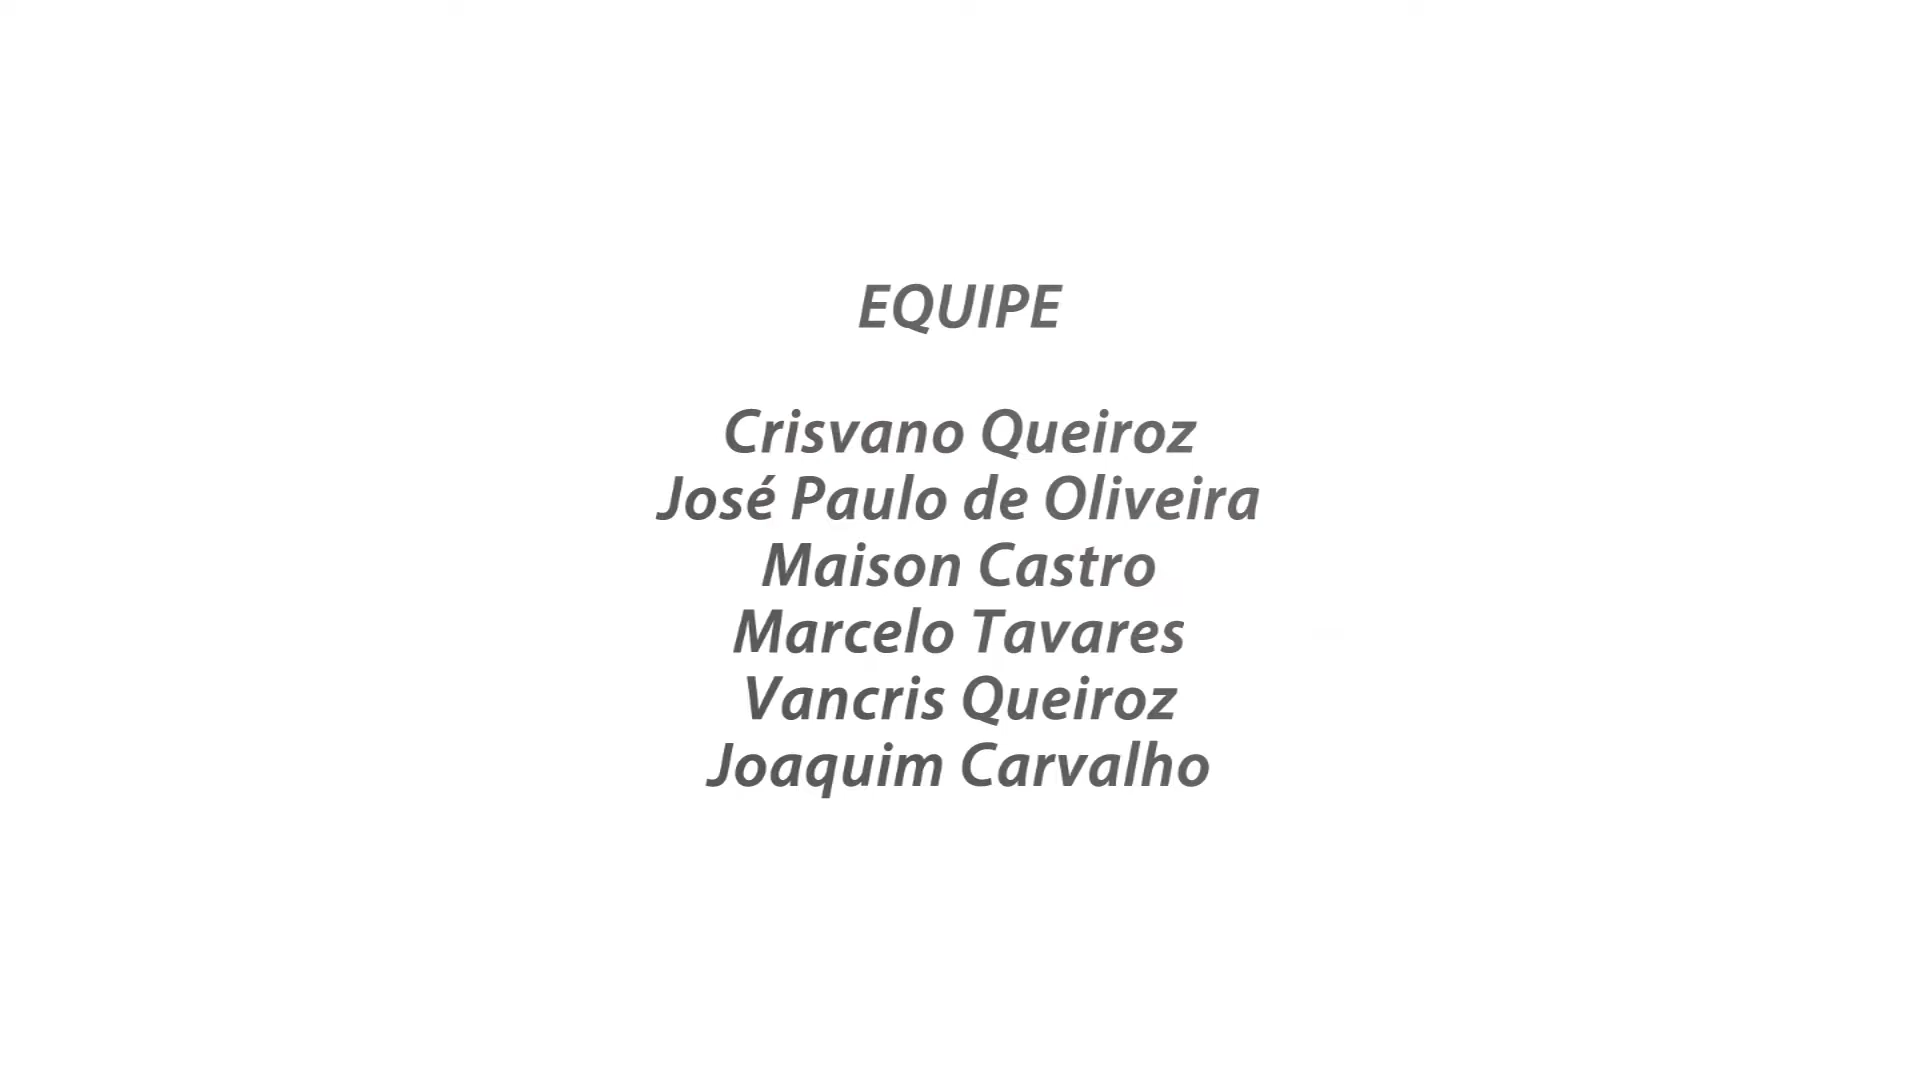 EQUIPE
Crisvano Queiroz
José Paulo de Oliveira
Maison Castro
Marcelo Tavares
Vancris Queiroz
Joaquim Carvalho